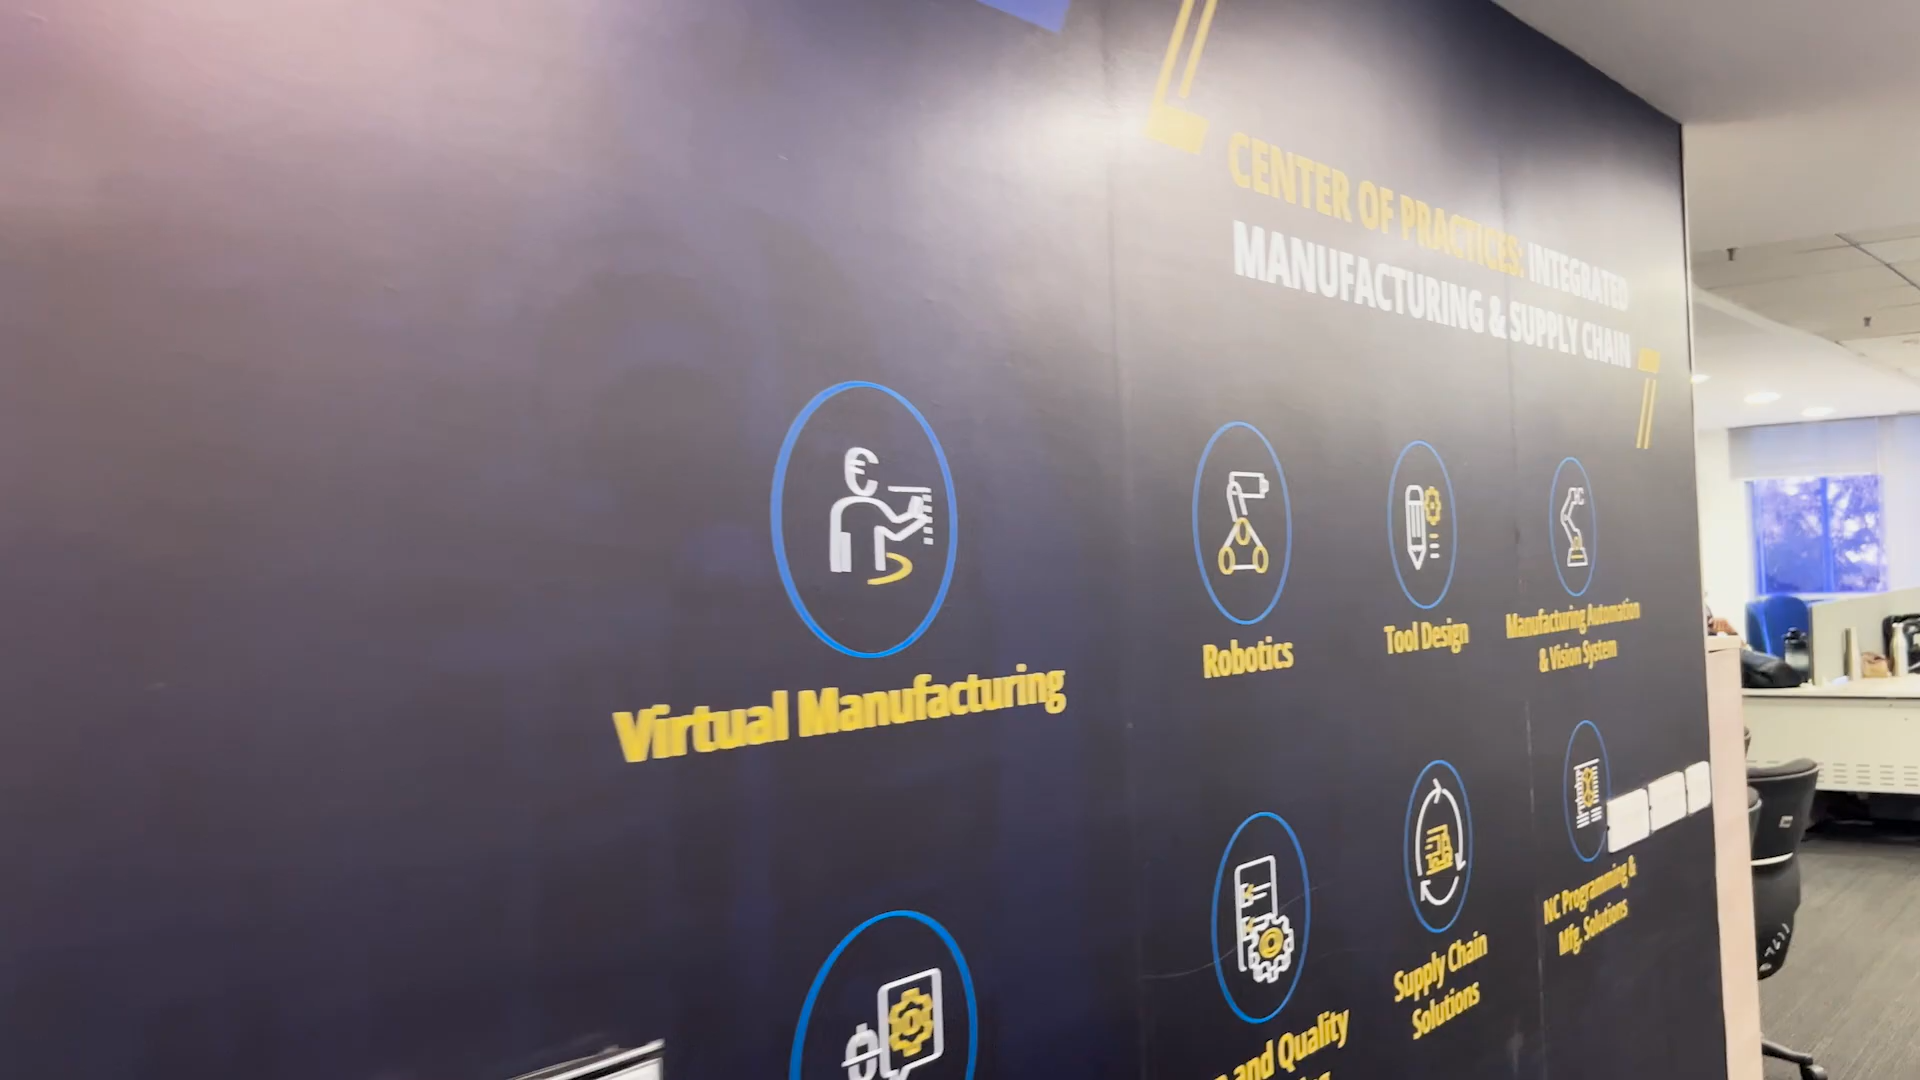 CENTER OF PRACTICES: INTEGRATED
MANUFACTURING & SUPPLY CHAIN
Virtual Manufacturing
Robotics
Tool Design
Manufacturing Automation
& Vision System
and Quality
Supply Chain
Solutions
NC Programming &
Mfg. Solutions